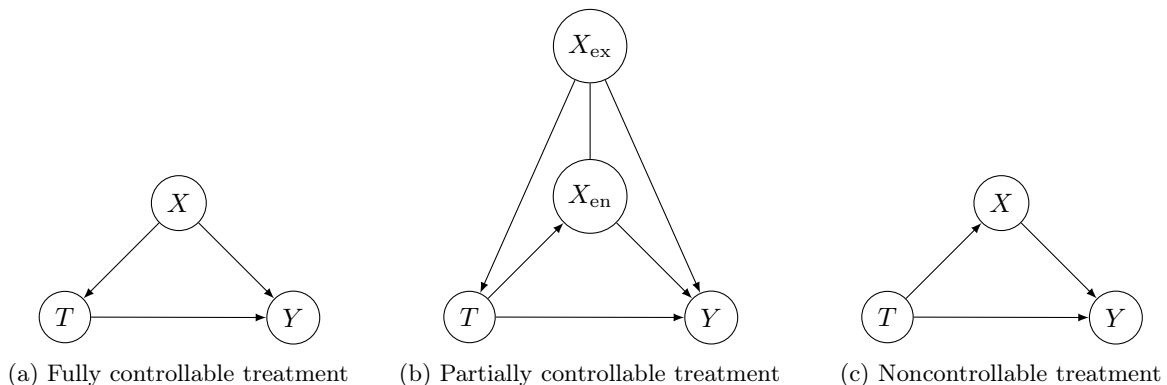 X_ex
X_en
X
X
T
Y
T
Y
T
Y
(a) Fully controllable treatment
(b) Partially controllable treatment
(c) Noncontrollable treatment